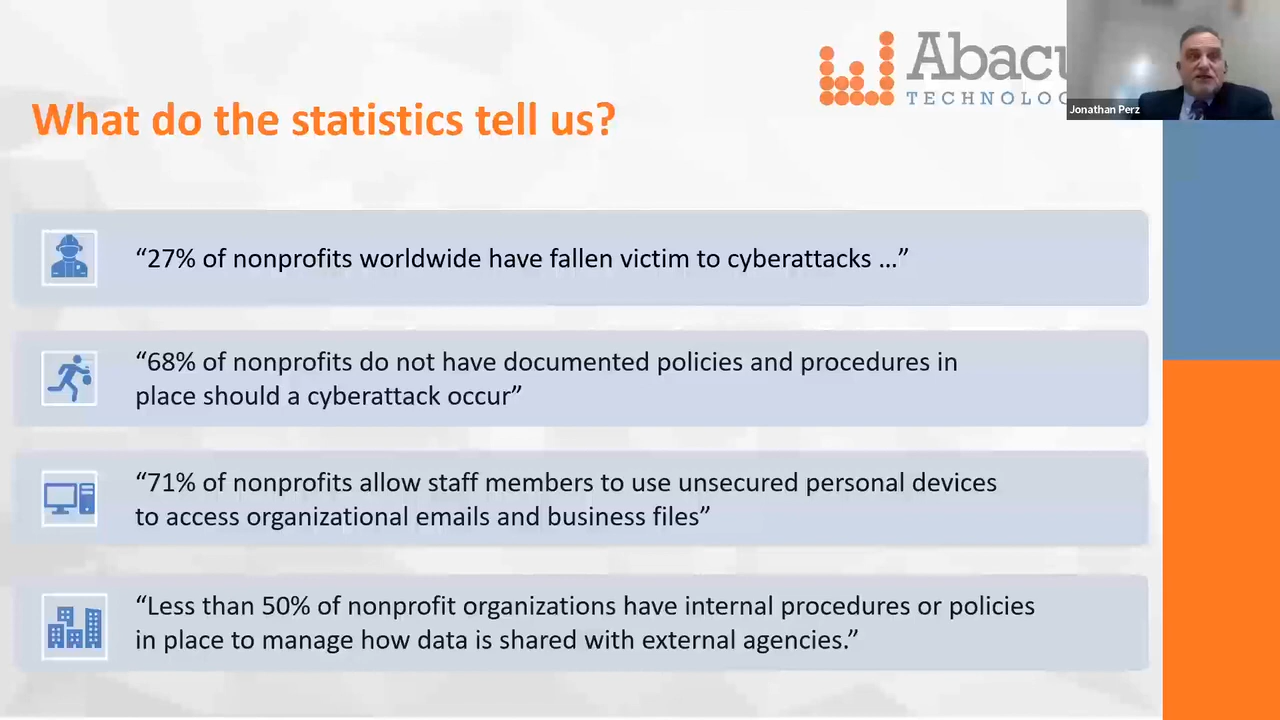 Abacu
TECHNOLO
Jonathan Perz
What do the statistics tell us?
“27% of nonprofits worldwide have fallen victim to cyberattacks ...”
“68% of nonprofits do not have documented policies and procedures in
place should a cyberattack occur”
“71% of nonprofits allow staff members to use unsecured personal devices
to access organizational emails and business files”
“Less than 50% of nonprofit organizations have internal procedures or policies
in place to manage how data is shared with external agencies.”